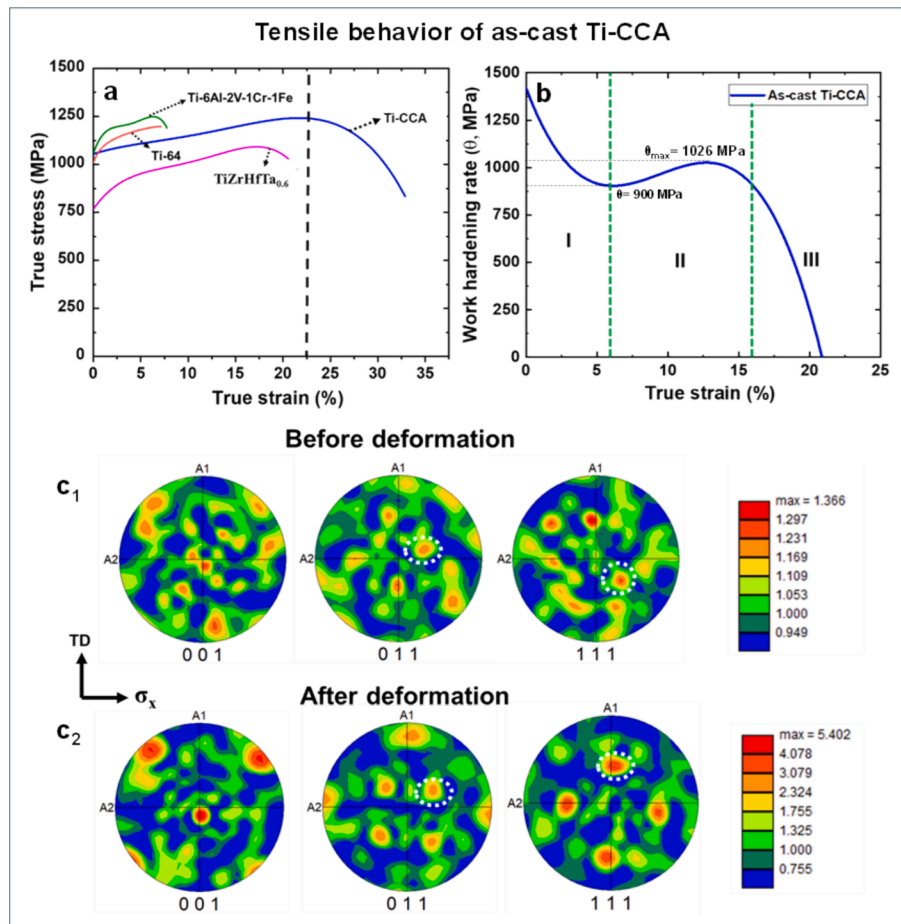 Tensile behavior of as-cast Ti-CCA
a
True stress (MPa)
1500
1250
1000
750
500
250
0
Ti-6Al-2V-1Cr-1Fe
Ti-64
Ti-CCA
TiZrHfTa0.6
0 5 10 15 20 25 30 35
True strain (%)
b
Work hardening rate (θ, MPa)
1500
1250
1000
750
500
250
0
As-cast Ti-CCA
θmax = 1026 MPa
θ= 900 MPa
I
II
III
0 5 10 15 20 25
True strain (%)
Before deformation
c1
A1
A2
0 0 1
A1
A2
0 1 1
A1
A2
1 1 1
max = 1.366
1.297
1.231
1.169
1.109
1.053
1.000
0.949
TD
σx
After deformation
c2
A1
A2
0 0 1
A1
A2
0 1 1
A1
A2
1 1 1
max = 5.402
4.078
3.079
2.324
1.755
1.325
1.000
0.755